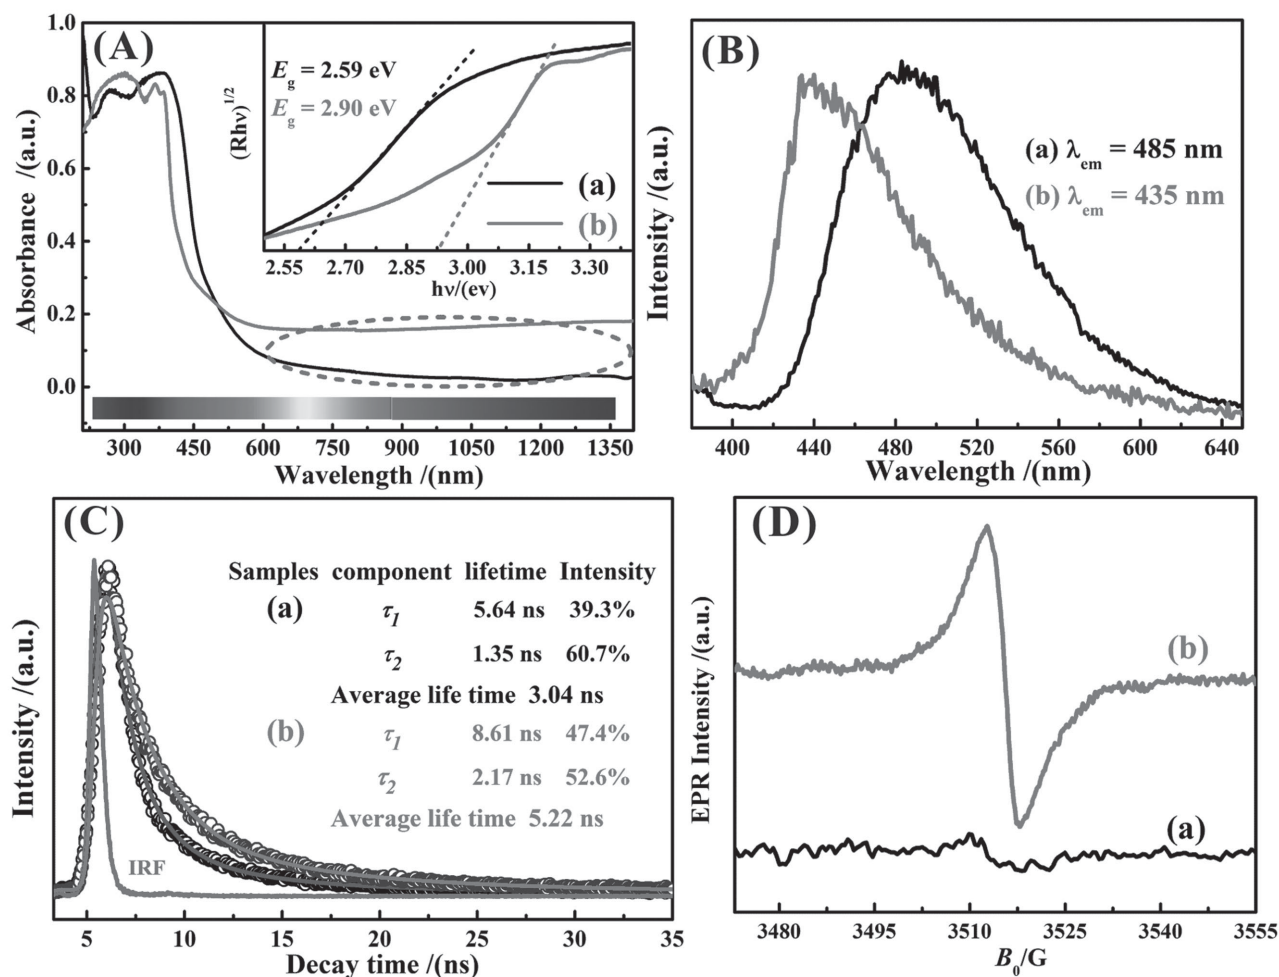 (A)
1.0
0.8
0.6
0.4
0.2
0.0
Absorbance /(a.u.)
300 450 600 750 900 1050 1200 1350
Wavelength /(nm)
E_g = 2.59 eV
E_g = 2.90 eV
(Rhν)^1/2
(a)
(b)
2.55 2.70 2.85 3.00 3.15 3.30
hν/(ev)
(B)
Intensity /(a.u.)
(a) λ_em = 485 nm
(b) λ_em = 435 nm
400 440 480 520 560 600 640
Wavelength /(nm)
(C)
Intensity /(a.u.)
Samples component lifetime Intensity
(a) τ_1 5.64 ns 39.3%
τ_2 1.35 ns 60.7%
Average life time 3.04 ns
(b) τ_1 8.61 ns 47.4%
τ_2 2.17 ns 52.6%
Average life time 5.22 ns
IRF
5 10 15 20 25 30 35
Decay time /(ns)
(D)
EPR Intensity /(a.u.)
(b)
(a)
3480 3495 3510 3525 3540 3555
B_0/G